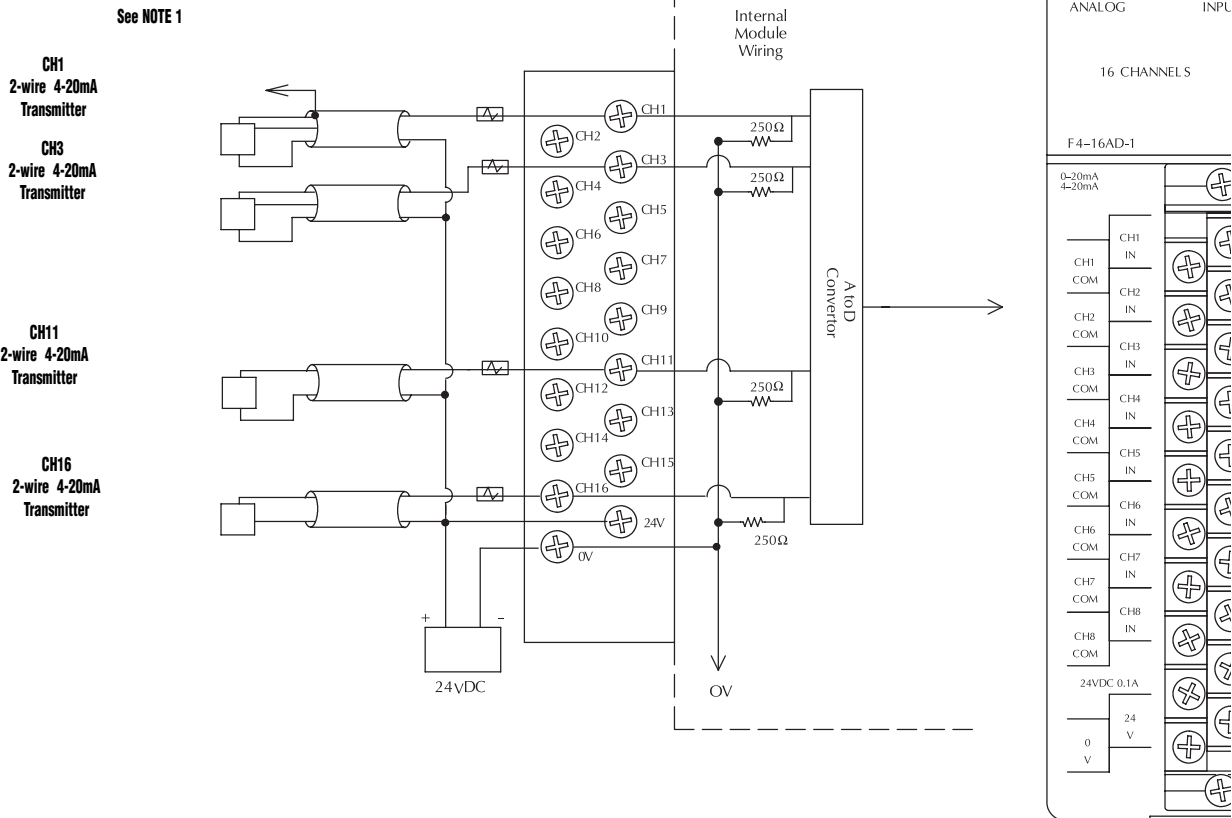 See NOTE 1
CH1
2-wire 4-20mA
Transmitter
CH3
2-wire 4-20mA
Transmitter
CH11
2-wire 4-20mA
Transmitter
CH16
2-wire 4-20mA
Transmitter
Internal
Module
Wiring
CH1
CH2
CH3
CH4
CH5
CH6
CH7
CH8
CH9
CH10
CH11
CH12
CH13
CH14
CH15
CH16
24V
0V
+
-
24VDC
250Ω
250Ω
250Ω
250Ω
A to D
Convertor
OV
ANALOG INPU
16 CHANNELS
F4-16AD-1
0-20mA
4-20mA
CH1
IN
CH1
COM
CH2
IN
CH2
COM
CH3
IN
CH3
COM
CH4
IN
CH4
COM
CH5
IN
CH5
COM
CH6
IN
CH6
COM
CH7
IN
CH7
COM
CH8
IN
CH8
COM
24VDC 0.1A
24
V
0
V